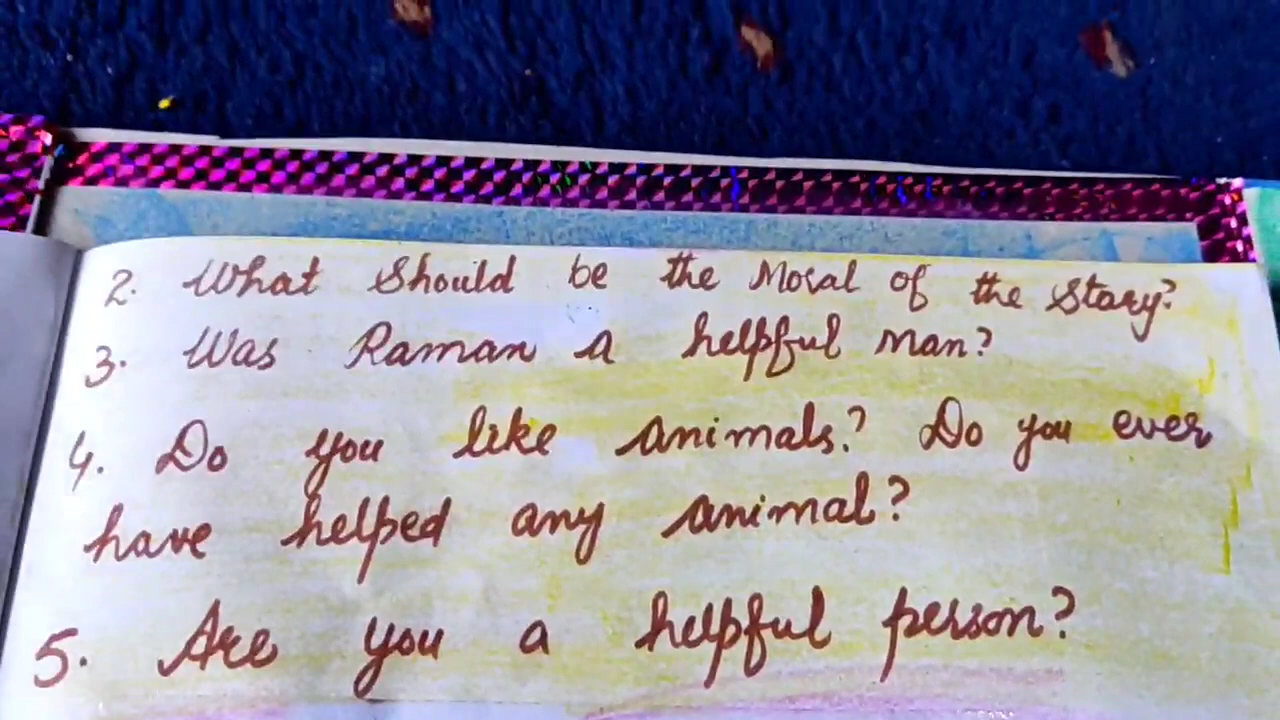 2. What Should be the Moral of the Story?
3. Was Raman a helpful man?
4. Do you like animals.? Do you ever
have helped any animal?
5. Are you a helpful person?